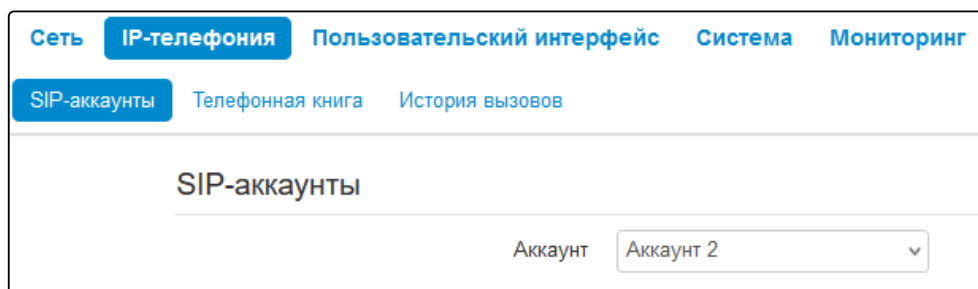 Сеть IP-телефония Пользовательский интерфейс Система Мониторинг
SIP-аккаунты Телефонная книга История вызовов
SIP-аккаунты
Аккаунт Аккаунт 2